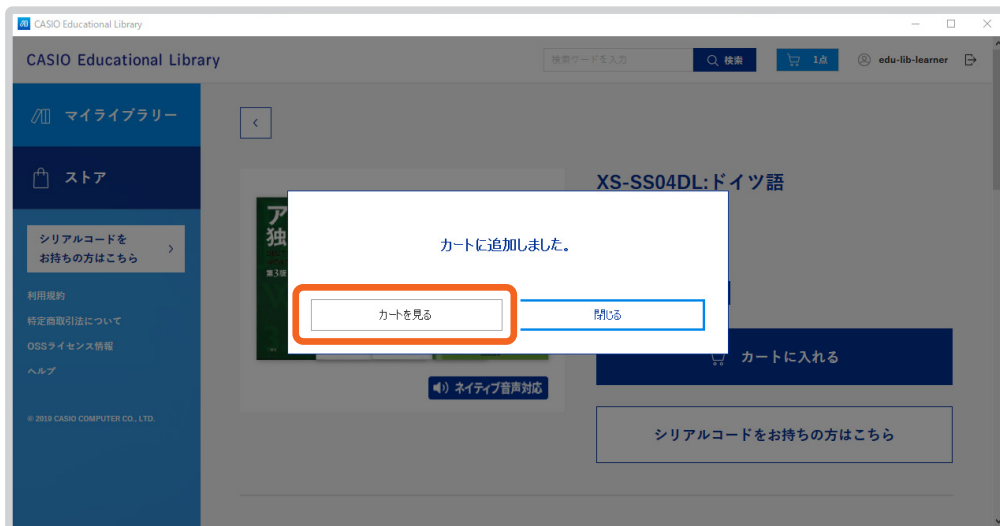 CASIO Educational Library
CASIO Educational Library
検索ワードを入力
検索
1点
edu-lib-learner
マイライブラリー
ストア
シリアルコードを
お持ちの方はこちら
利用規約
特定商取引法について
OSSライセンス情報
ヘルプ
© 2019 CASIO COMPUTER CO., LTD.
XS-SS04DL:ドイツ語
ア
独
第3版
カートに追加しました。
カートを見る
閉じる
ネイティブ音声対応
カートに入れる
シリアルコードをお持ちの方はこちら